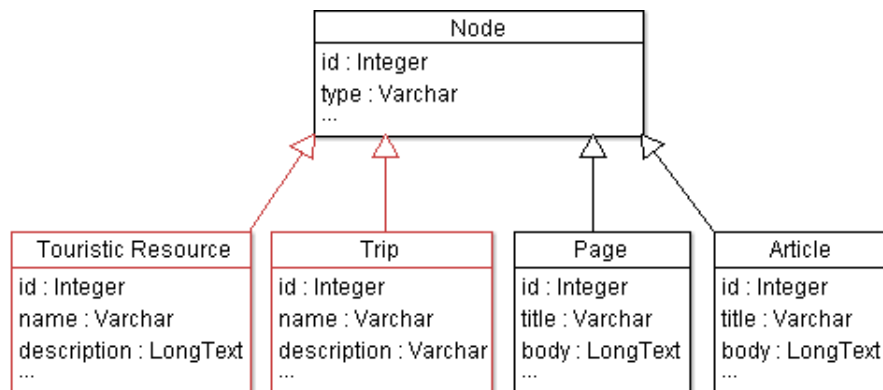 Node
id : Integer
type : Varchar
...
Touristic Resource
id : Integer
name : Varchar
description : LongText
...
Trip
id : Integer
name : Varchar
description : Varchar
...
Page
id : Integer
title : Varchar
body : LongText
...
Article
id : Integer
title : Varchar
body : LongText
...